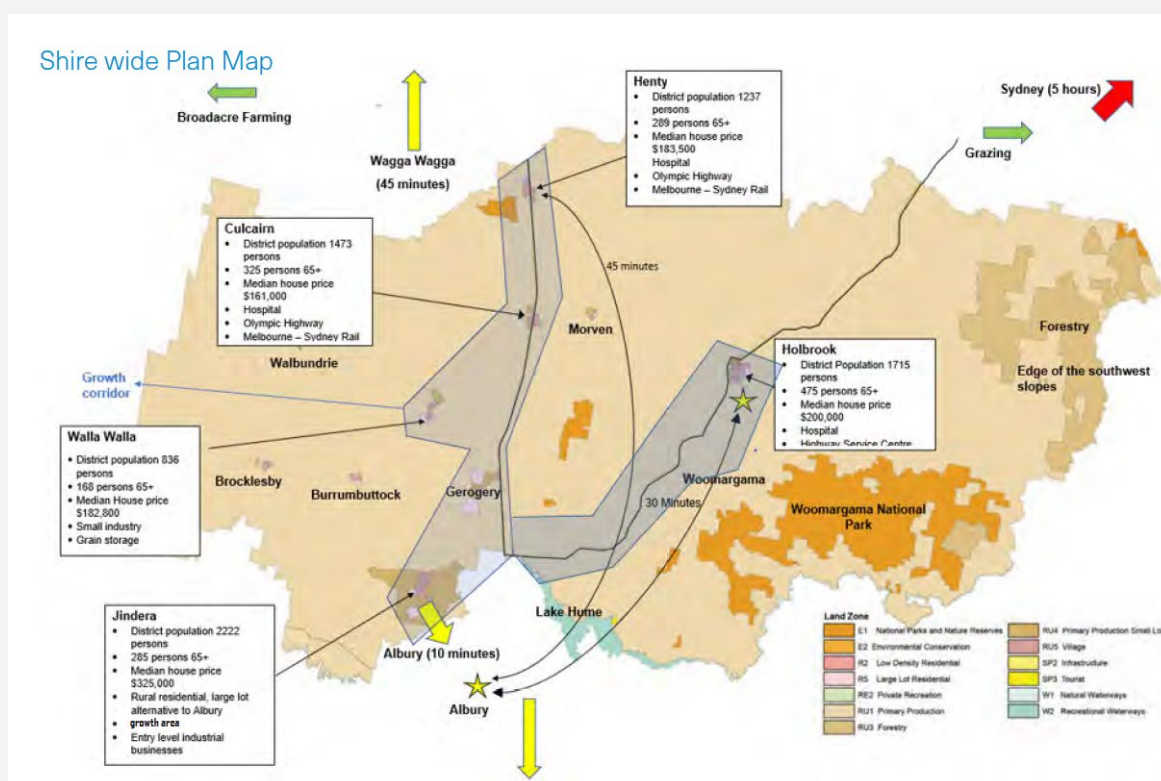 Shire wide Plan Map
Broadacre Farming
Wagga Wagga
(45 minutes)
Henty
• District population 1237
persons
• 289 persons 65+
• Median house price
$183,500
Hospital
• Olympic Highway
• Melbourne – Sydney Rail
Sydney (5 hours)
Grazing
Culcairn
• District population 1473
persons
• 325 persons 65+
• Median house price
$161,000
• Hospital
• Olympic Highway
• Melbourne – Sydney Rail
45 minutes
Morven
Forestry
Edge of the southwest
slopes
Walbundrie
Growth
corridor
Holbrook
• District Population 1715
persons
• 475 persons 65+
• Median house price
$200,000
• Hospital
• Highway Service Centre
Walla Walla
• District population 836
persons
• 168 persons 65+
• Median House price
$182,800
• Small industry
• Grain storage
Brocklesby
Burrumbuttock
Gerogery
Woomargama
30 Minutes
Woomargama National
Park
Jindera
• District population 2222
persons
• 285 persons 65+
• Median house price
$325,000
• Rural residential, large lot
alternative to Albury
• growth area
• Entry level industrial
businesses
Lake Hume
Albury (10 minutes)
Albury
Land Zone
E1 National Parks and Nature Reserves
E2 Environmental Conservation
R2 Low Density Residential
R5 Large Lot Residential
RE2 Private Recreation
RU1 Primary Production
RU3 Forestry
RU4 Primary Production Small Lo
RU5 Village
SP2 Infrastructure
SP3 Tourist
W1 Natural Waterways
W2 Recreational Waterways